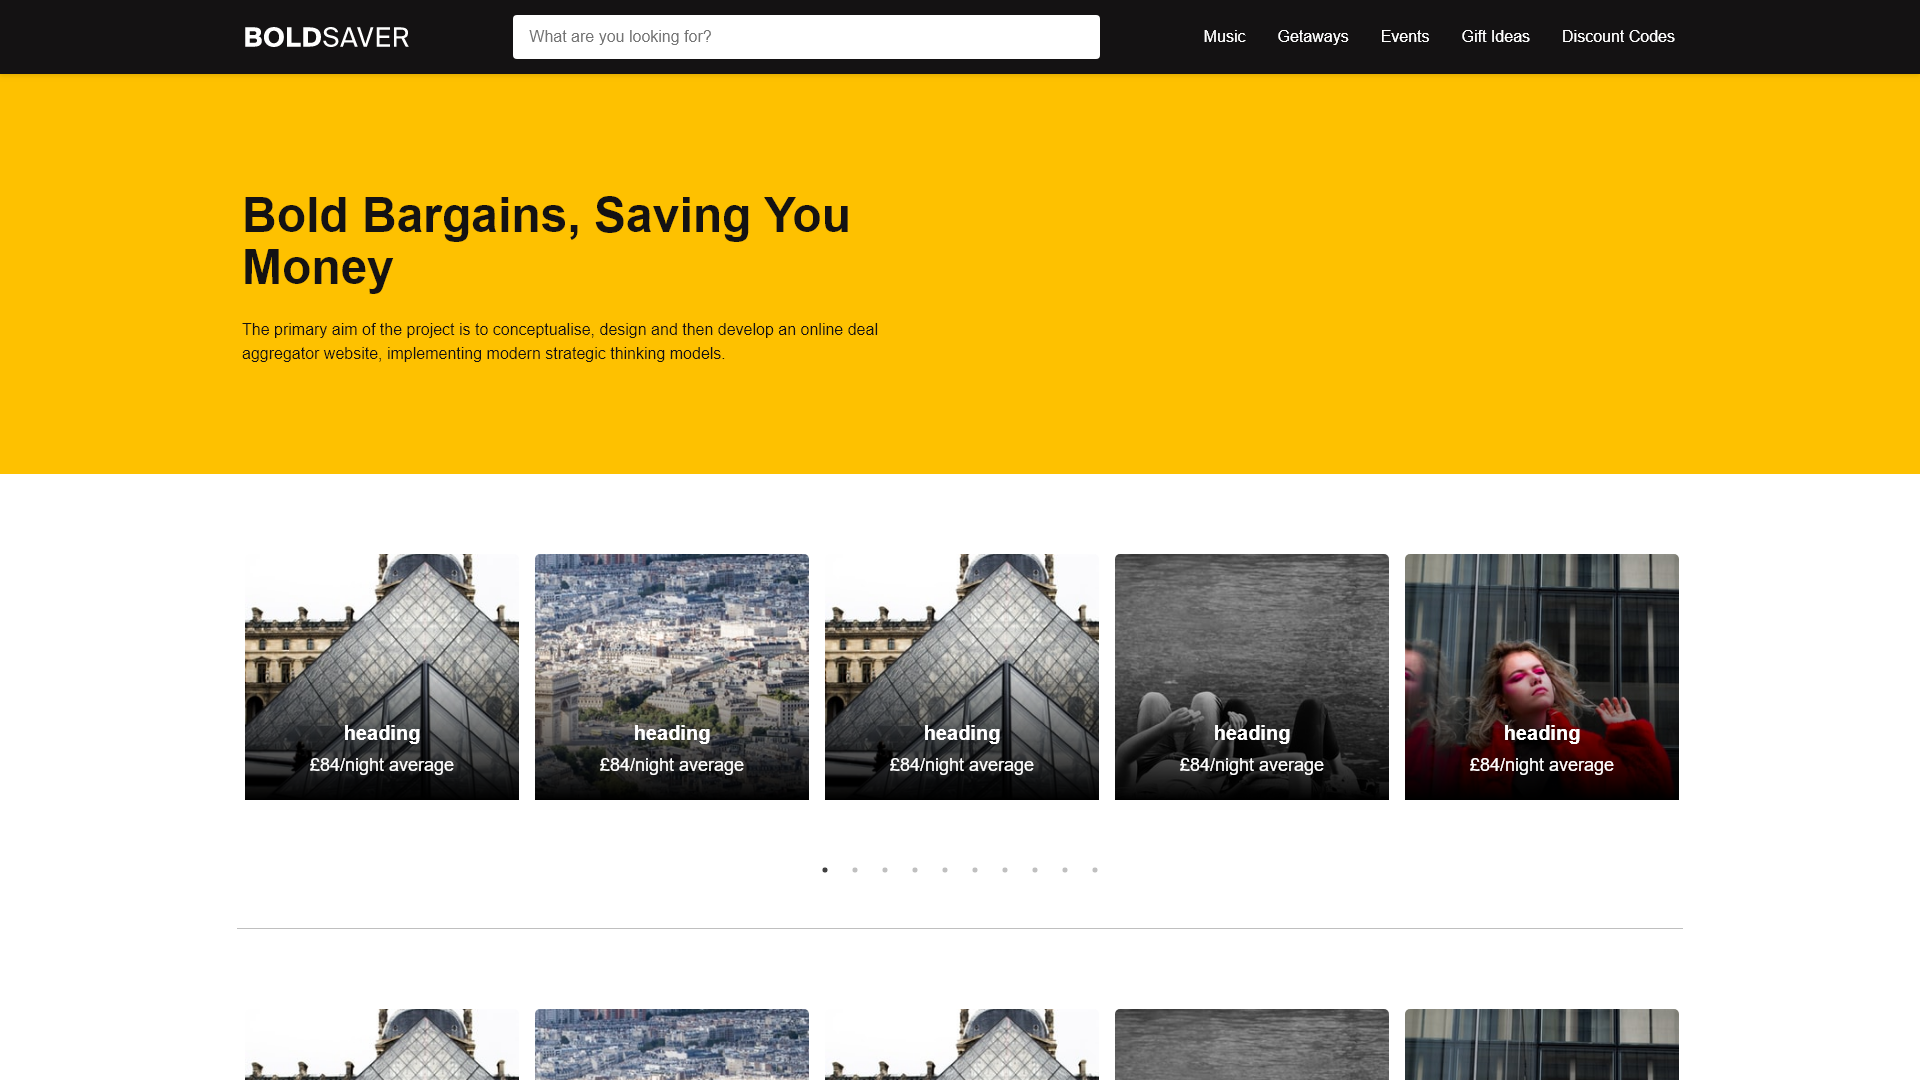 BOLDSAVER
What are you looking for?
Music
Getaways
Events
Gift Ideas
Discount Codes
Bold Bargains, Saving You
Money
The primary aim of the project is to conceptualise, design and then develop an online deal
aggregator website, implementing modern strategic thinking models.
heading
£84/night average
heading
£84/night average
heading
£84/night average
heading
£84/night average
heading
£84/night average